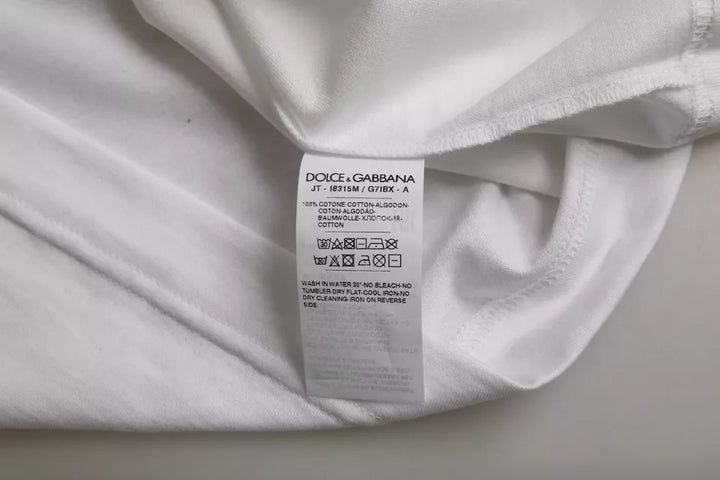 DOLCE & GABBANA
JT - I8315M / G7IBX - A
100% COTONE-COTTON-ALGODON-
COTON-ALGODÃO-
BAUMWOLLE-ХЛОПОК-棉-
COTTON
WASH IN WATER 20°-NO BLEACH-NO
TUMBLER-DRY FLAT-COOL IRON-NO
DRY CLEANING-IRON ON REVERSE
SIDE